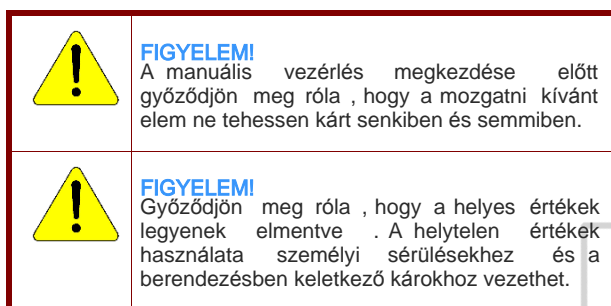 FIGYELEM!
A manuális vezérlés megkezdése előtt
győződjön meg róla , hogy a mozgatni kívánt
elem ne tehessen kárt senkiben és semmiben.
FIGYELEM!
Győződjön meg róla , hogy a helyes értékek
legyenek elmentve . A helytelen értékek
használata személyi sérülésekhez és a
berendezésben keletkező károkhoz vezethet.